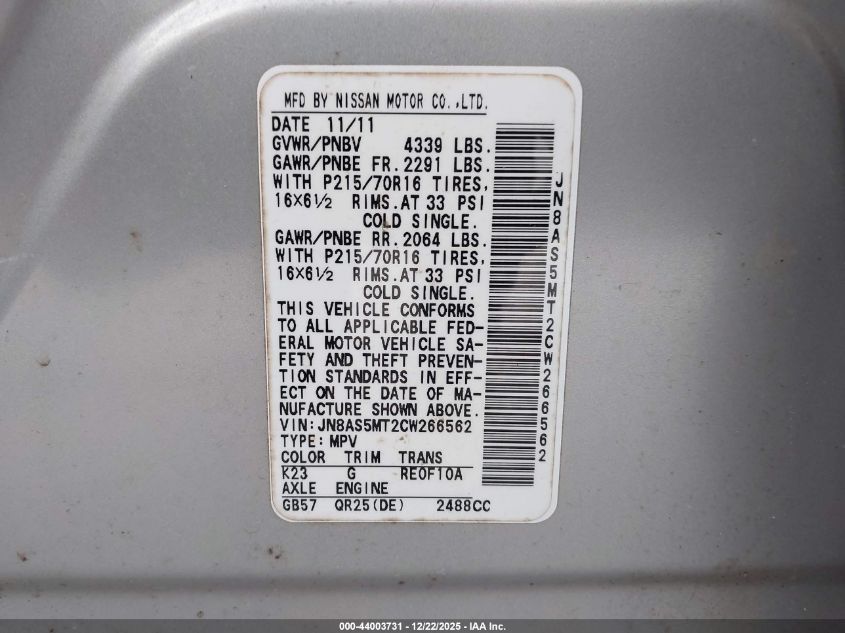 MFD BY NISSAN MOTOR CO.,LTD.
DATE 11/11
GVWR/PNBV 4339 LBS.
GAWR/PNBE FR.2291 LBS.
WITH P215/70R16 TIRES,
16×6½ RIMS.AT 33 PSI
COLD SINGLE.
GAWR/PNBE RR.2064 LBS.
WITH P215/70R16 TIRES,
16×6½ RIMS.AT 33 PSI
COLD SINGLE.
THIS VEHICLE CONFORMS
TO ALL APPLICABLE FED-
ERAL MOTOR VEHICLE SA-
FETY AND THEFT PREVEN-
TION STANDARDS IN EFF-
ECT ON THE DATE OF MA-
NUFACTURE SHOWN ABOVE.
VIN:JN8AS5MT2CW266562
TYPE:MPV
COLOR TRIM TRANS
K23 G RE0F10A
AXLE ENGINE
GB57 QR25(DE) 2488CC
JN8AS5MT2CW266562
000-44003731 - 12/22/2025 - IAA Inc.